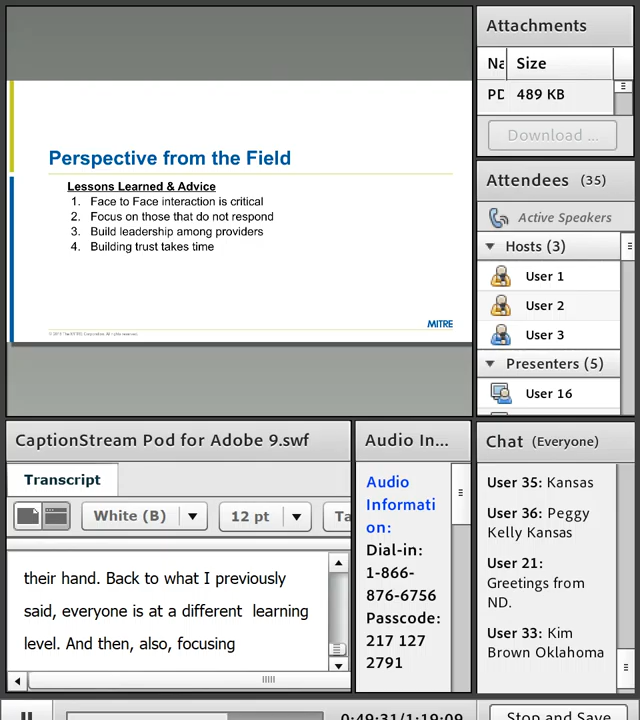 Perspective from the Field
Lessons Learned & Advice
1. Face to Face interaction is critical
2. Focus on those that do not respond
3. Build leadership among providers
4. Building trust takes time
MITRE
Attachments
Na Size
PD 489 KB
Download ...
Attendees (35)
Active Speakers
Hosts (3)
User 1
User 2
User 3
Presenters (5)
User 16
CaptionStream Pod for Adobe 9.swf
Transcript
White (B) 12 pt Ta
their hand. Back to what I previously
said, everyone is at a different learning
level. And then, also, focusing
Audio In...
Audio
Informati
on:
Dial-in:
1-866-
876-6756
Passcode:
217 127
2791
Chat (Everyone)
User 35: Kansas
User 36: Peggy
Kelly Kansas
User 21:
Greetings from
ND.
User 33: Kim
Brown Oklahoma
0:49:31/1:19:09
Stop and Save